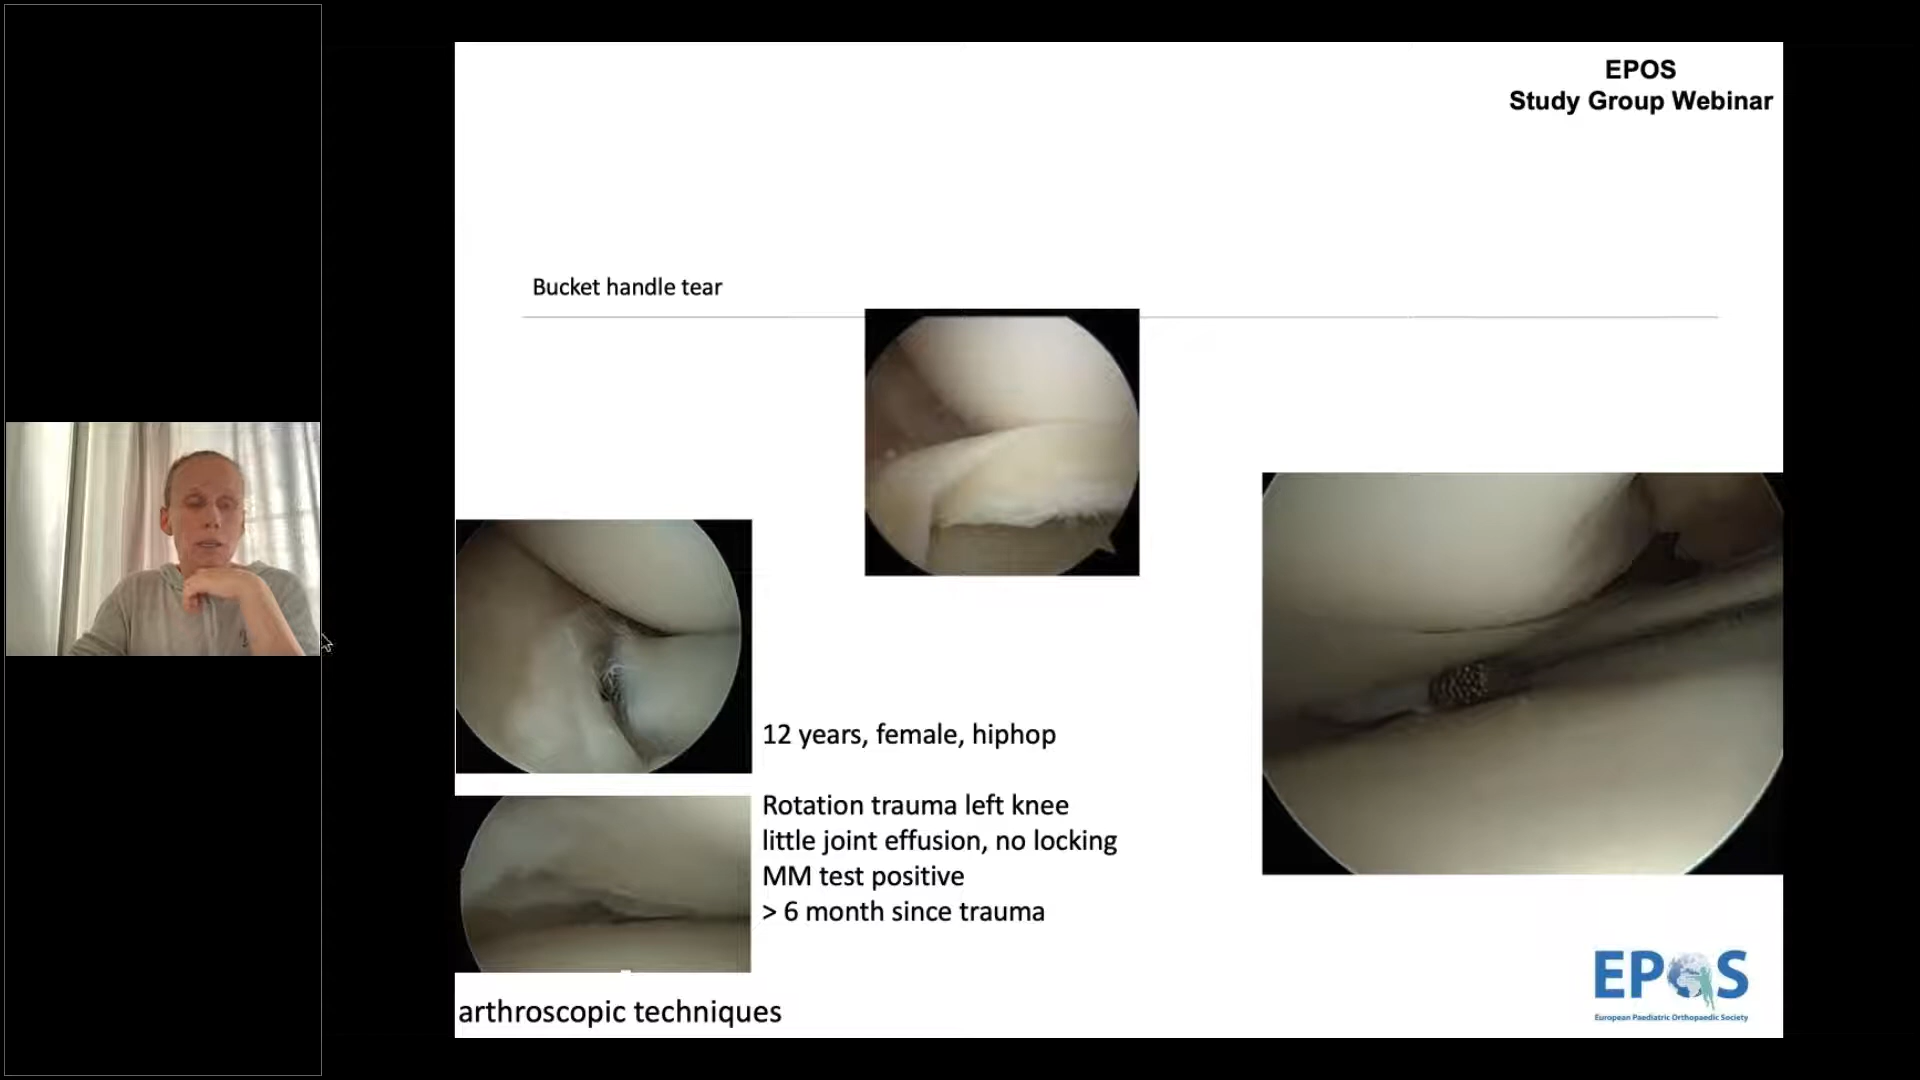 EPOS
Study Group Webinar
Bucket handle tear
12 years, female, hiphop
Rotation trauma left knee
little joint effusion, no locking
MM test positive
> 6 month since trauma
arthroscopic techniques
EPOS
European Paediatric Orthopaedic Society